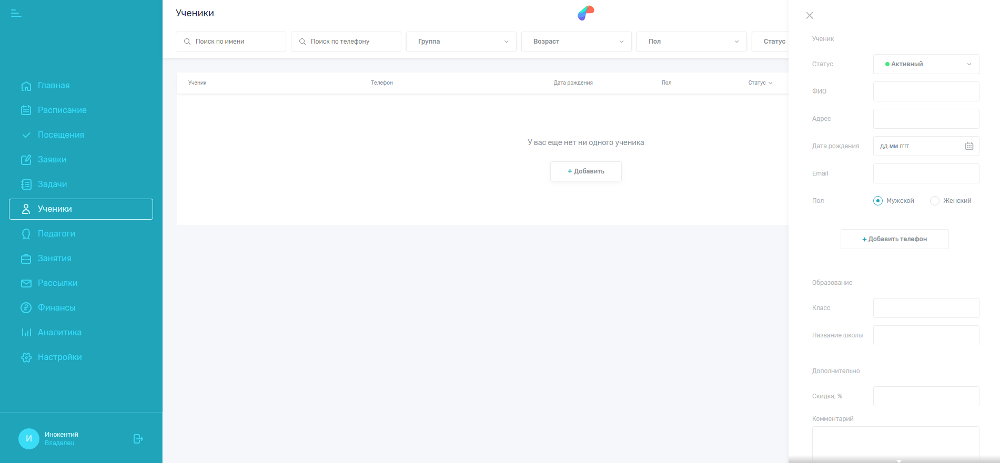 Ученики
Поиск по имени
Поиск по телефону
Группа
Возраст
Пол
Статус
Ученик
Телефон
Дата рождения
Пол
Статус
У вас еще нет ни одного ученика
+ Добавить
Главная
Расписание
Посещения
Заявки
Задачи
Ученики
Педагоги
Занятия
Рассылки
Финансы
Аналитика
Настройки
И
Инокентий
Владелец
Ученик
Статус
Активный
ФИО
Адрес
Дата рождения
дд.мм.гггг
Email
Пол
Мужской
Женский
+ Добавить телефон
Образование
Класс
Название школы
Дополнительно
Скидка, %
Комментарий